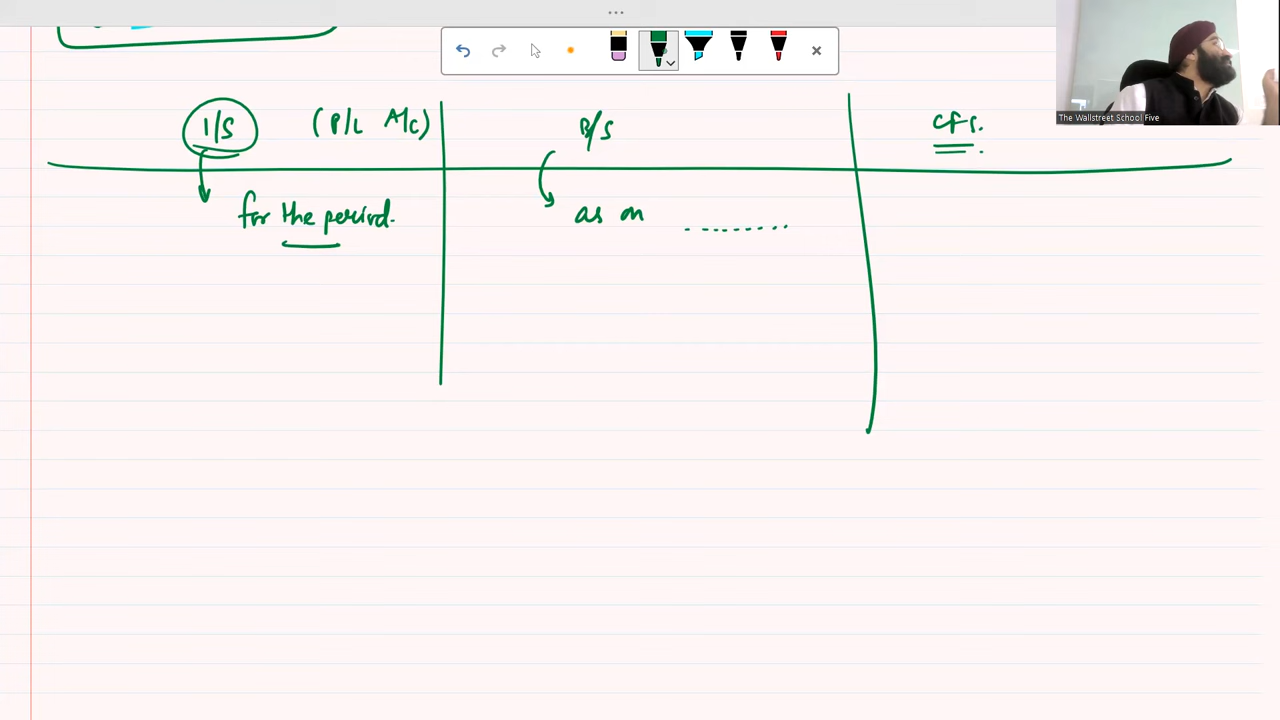 The Wallstreet School Five
I/S (P/L A/C) B/S CFS.
for the period. as on ..........